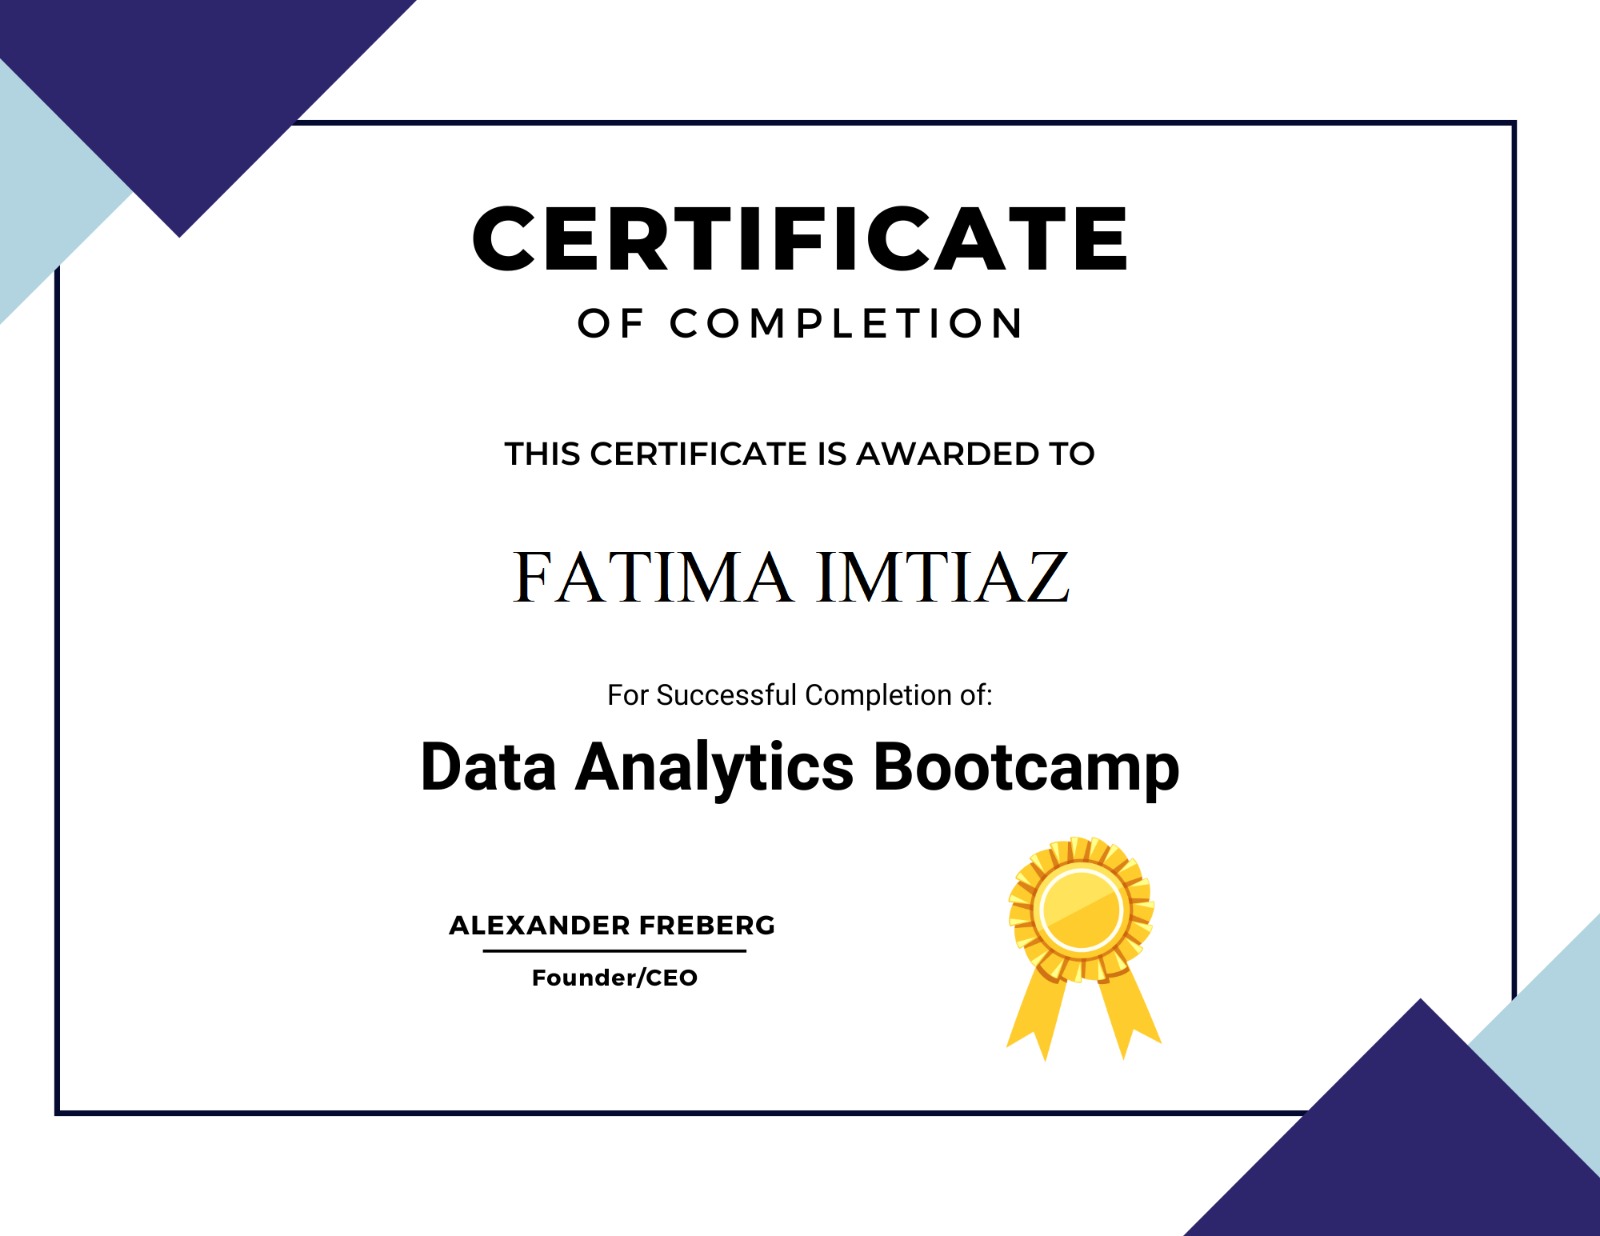 CERTIFICATE
OF COMPLETION
THIS CERTIFICATE IS AWARDED TO
FATIMA IMTIAZ
For Successful Completion of:
Data Analytics Bootcamp
ALEXANDER FREBERG
Founder/CEO